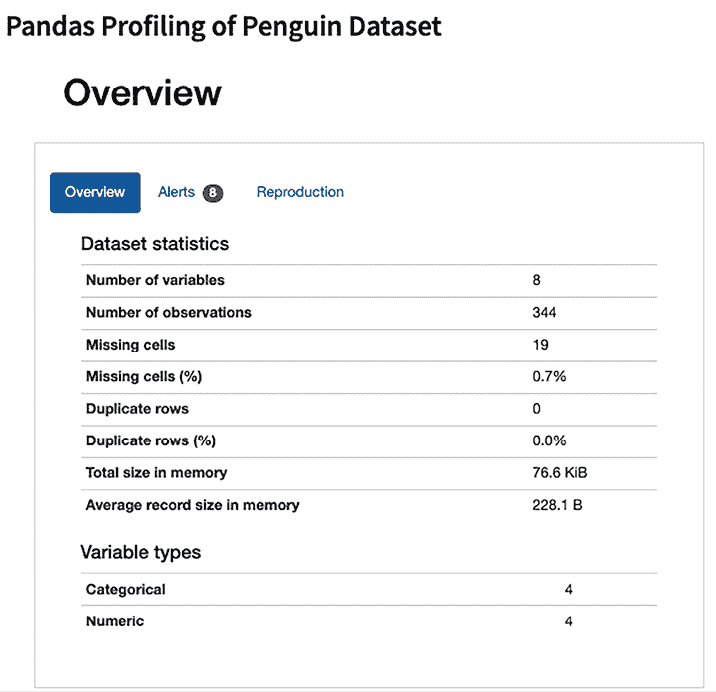 Pandas Profiling of Penguin Dataset
Overview
Overview Alerts 8 Reproduction
Dataset statistics
Number of variables 8
Number of observations 344
Missing cells 19
Missing cells (%) 0.7%
Duplicate rows 0
Duplicate rows (%) 0.0%
Total size in memory 76.6 KiB
Average record size in memory 228.1 B
Variable types
Categorical 4
Numeric 4